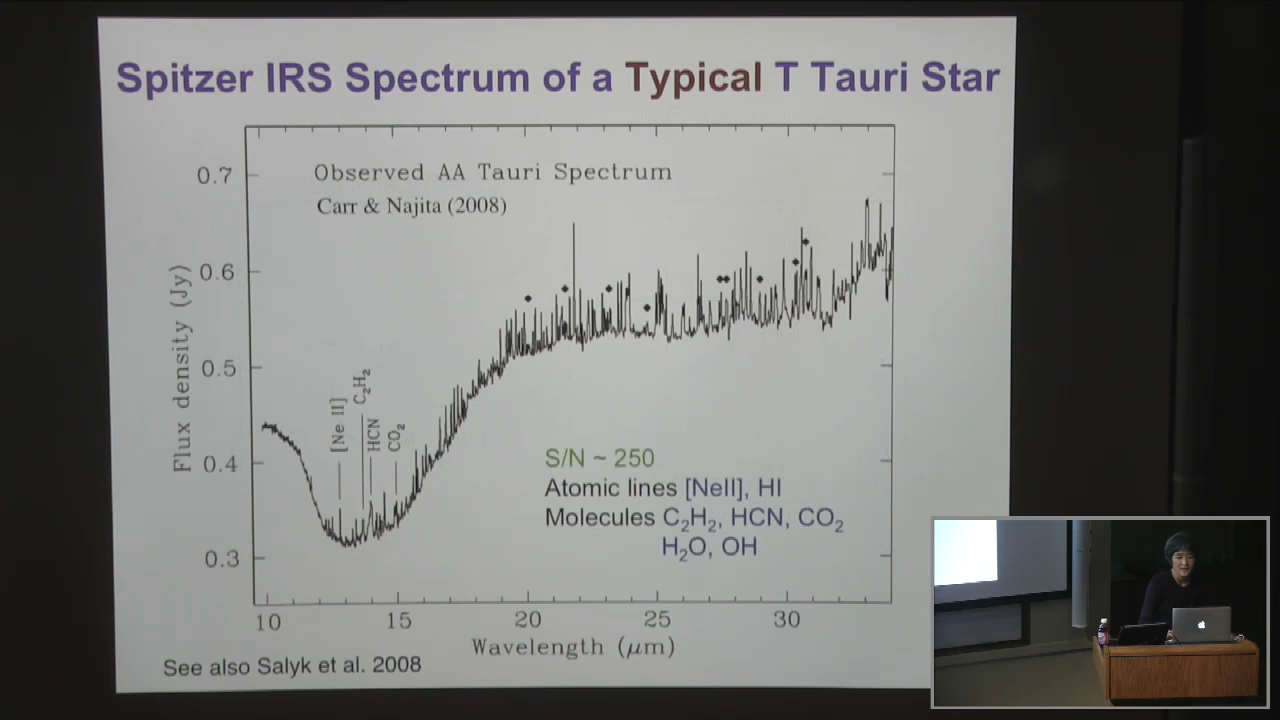 Spitzer IRS Spectrum of a Typical T Tauri Star
Observed AA Tauri Spectrum
Carr & Najita (2008)
0.7
0.6
0.5
0.4
0.3
Flux density (Jy)
[Ne II]
C₂H₂
HCN
CO₂
S/N ~ 250
Atomic lines [NeII], HI
Molecules C₂H₂, HCN, CO₂
H₂O, OH
10 15 20 25 30
Wavelength (μm)
See also Salyk et al. 2008